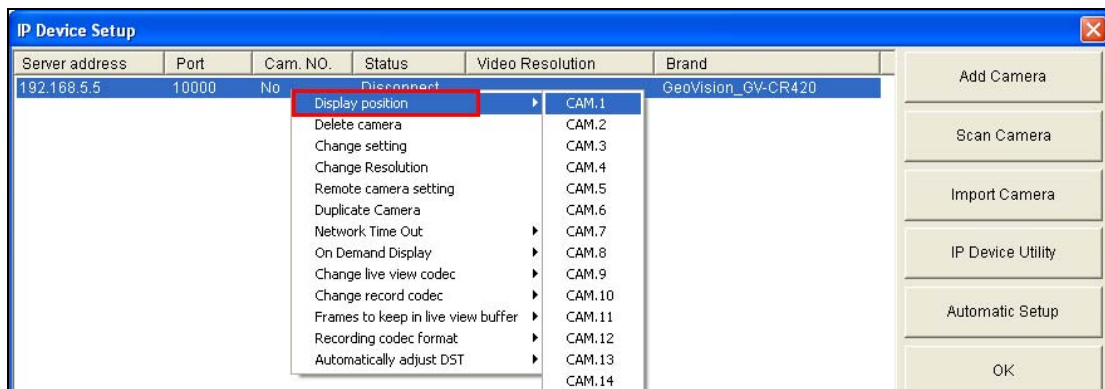 IP Device Setup
Server address Port Cam. NO. Status Video Resolution Brand
192.168.5.5 10000 No Disconnect GeoVision_GV-CR420
Display position
Delete camera
Change setting
Change Resolution
Remote camera setting
Duplicate Camera
Network Time Out
On Demand Display
Change live view codec
Change record codec
Frames to keep in live view buffer
Recording codec format
Automatically adjust DST
CAM.1
CAM.2
CAM.3
CAM.4
CAM.5
CAM.6
CAM.7
CAM.8
CAM.9
CAM.10
CAM.11
CAM.12
CAM.13
CAM.14
Add Camera
Scan Camera
Import Camera
IP Device Utility
Automatic Setup
OK